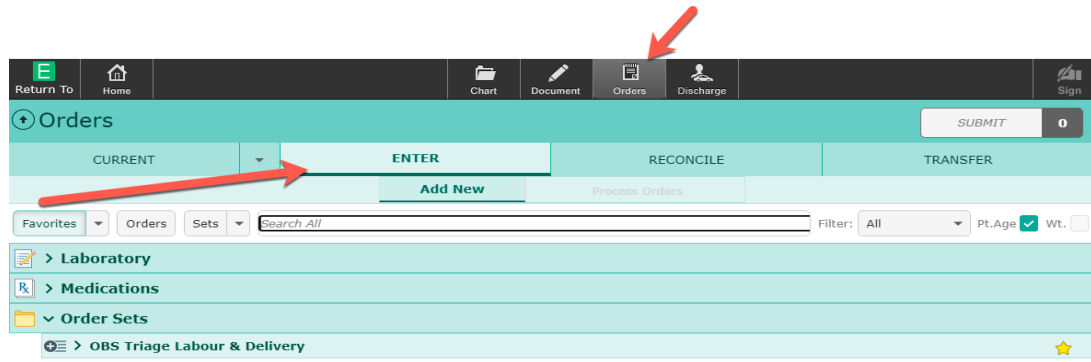 E
Return To Home Chart Document Orders Discharge Sign
Orders SUBMIT 0
CURRENT ENTER RECONCILE TRANSFER
Add New Process Orders
Favorites Orders Sets Search All Filter: All Pt.Age Wt.
> Laboratory
Rx > Medications
Order Sets
> OBS Triage Labour & Delivery